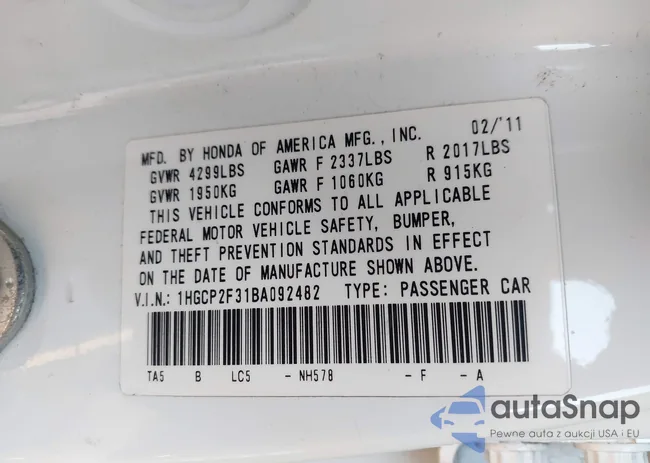 MFD. BY HONDA OF AMERICA MFG., INC. 02/'11
GVWR 4299LBS GAWR F 2337LBS R 2017LBS
GVWR 1950KG GAWR F 1060KG R 915KG
THIS VEHICLE CONFORMS TO ALL APPLICABLE
FEDERAL MOTOR VEHICLE SAFETY, BUMPER,
AND THEFT PREVENTION STANDARDS IN EFFECT
ON THE DATE OF MANUFACTURE SHOWN ABOVE.
V.I.N.: 1HGCP2F31BA092482 TYPE: PASSENGER CAR
TA5 B LC5 - NH578 - F - A
autaSnap
Pewne auta z aukcji USA i EU